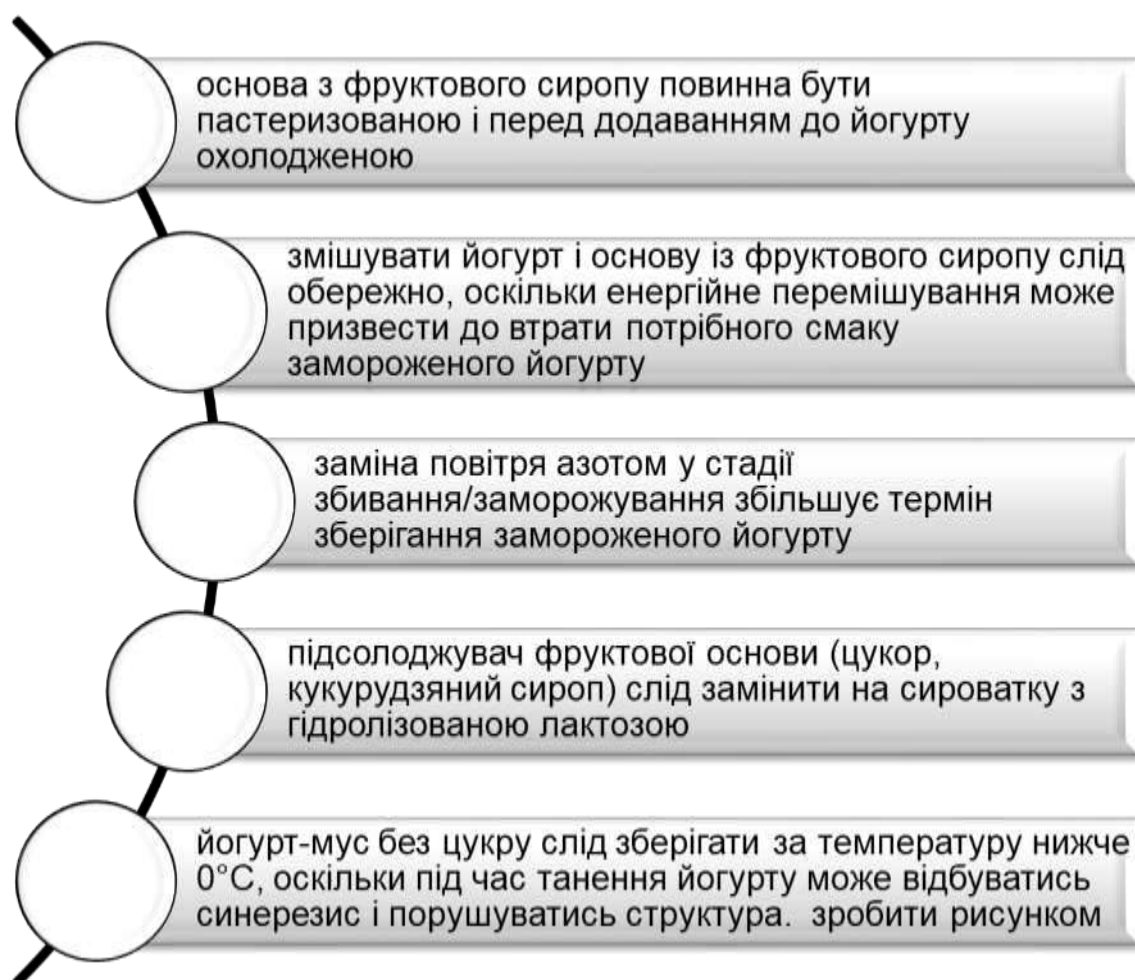 основа з фруктового сиропу повинна бути
пастеризованою і перед додаванням до йогурту
охолодженою
змішувати йогурт і основу із фруктового сиропу слід
обережно, оскільки енергійне перемішування може
призвести до втрати потрібного смаку
замороженого йогурту
заміна повітря азотом у стадії
збивання/заморожування збільшує термін
зберігання замороженого йогурту
підсолоджувач фруктової основи (цукор,
кукурудзяний сироп) слід замінити на сироватку з
гідролізованою лактозою
йогурт-мус без цукру слід зберігати за температуру нижче
0°С, оскільки під час танення йогурту може відбуватись
синерезис і порушуватись структура. зробити рисунком